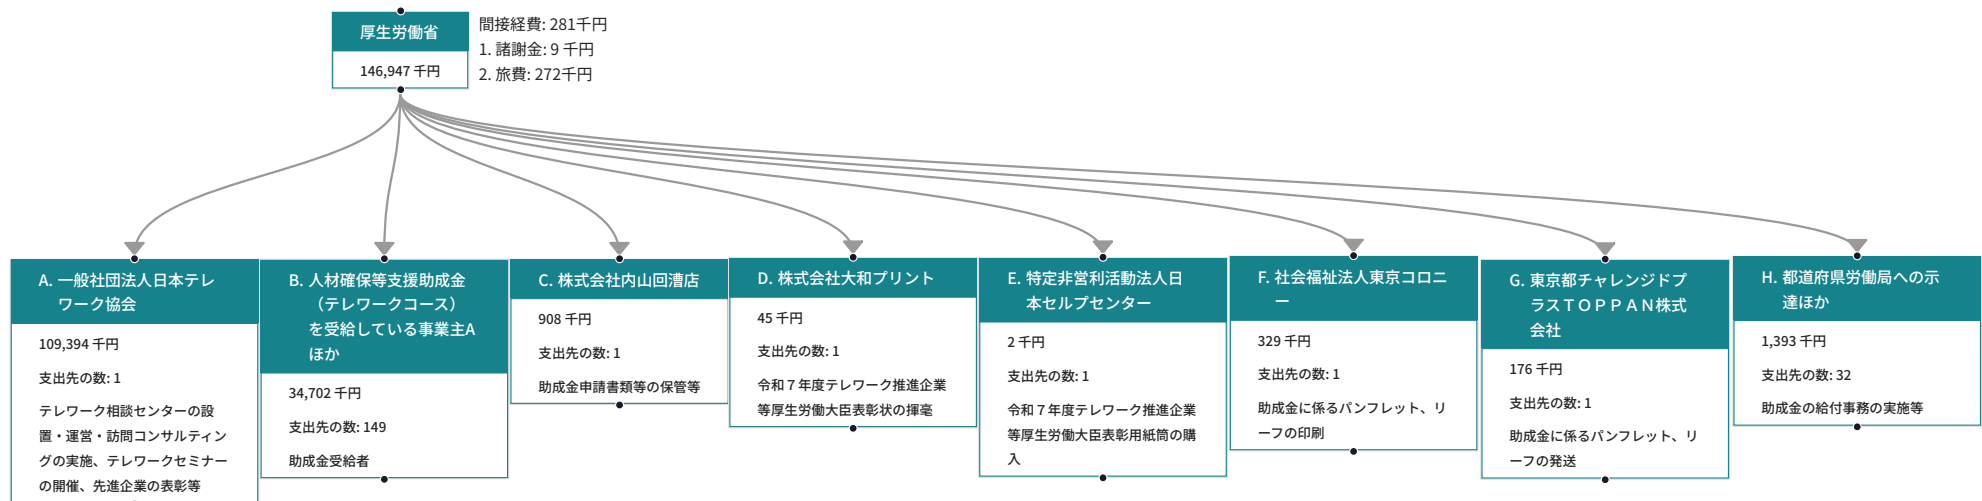 厚生労働省
146,947 千円
間接経費: 281千円
1. 諸謝金: 9 千円
2. 旅費: 272千円
A. 一般社団法人日本テレ
ワーク協会
109,394 千円
支出先の数: 1
テレワーク相談センターの設
置・運営・訪問コンサルティン
グの実施、テレワークセミナー
の開催、先進企業の表彰等
B. 人材確保等支援助成金
（テレワークコース）
を受給している事業主A
ほか
34,702 千円
支出先の数: 149
助成金受給者
C. 株式会社内山回漕店
908 千円
支出先の数: 1
助成金申請書類等の保管等
D. 株式会社大和プリント
45 千円
支出先の数: 1
令和７年度テレワーク推進企業
等厚生労働大臣表彰状の揮毫
E. 特定非営利活動法人日
本セルプセンター
2 千円
支出先の数: 1
令和７年度テレワーク推進企業
等厚生労働大臣表彰用紙筒の購
入
F. 社会福祉法人東京コロニ
ー
329 千円
支出先の数: 1
助成金に係るパンフレット、リ
ーフの印刷
G. 東京都チャレンジドプ
ラスＴＯＰＰＡＮ株式
会社
176 千円
支出先の数: 1
助成金に係るパンフレット、リ
ーフの発送
H. 都道府県労働局への示
達ほか
1,393 千円
支出先の数: 32
助成金の給付事務の実施等